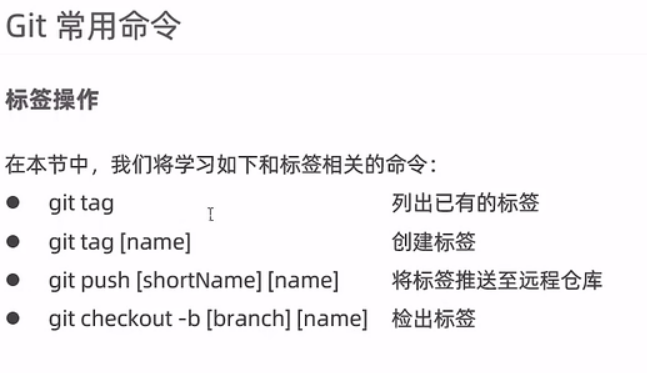 Git 常用命令
标签操作
在本节中，我们将学习如下和标签相关的命令：
● git tag 列出已有的标签
● git tag [name] 创建标签
● git push [shortName] [name] 将标签推送至远程仓库
● git checkout -b [branch] [name] 检出标签